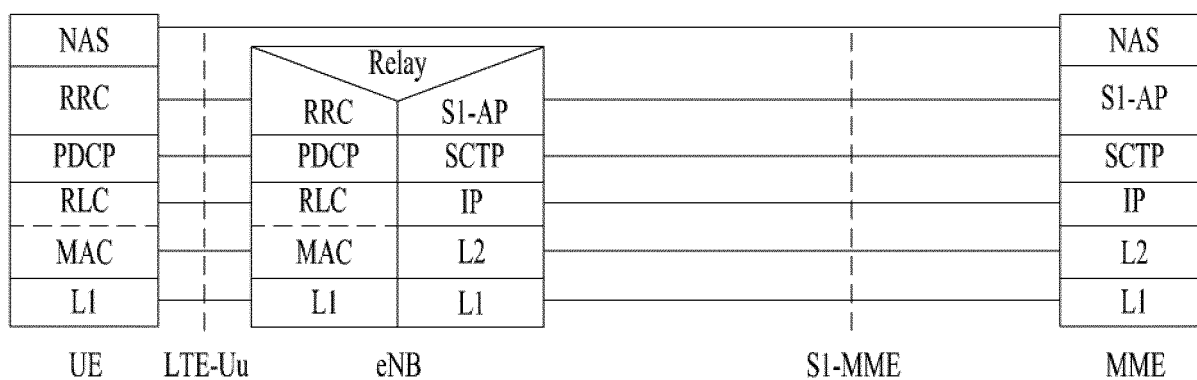 NAS NAS
Relay
RRC RRC S1-AP S1-AP
PDCP PDCP SCTP SCTP
RLC RLC IP IP
MAC MAC L2 L2
L1 L1 L1 L1
UE LTE-Uu eNB S1-MME MME